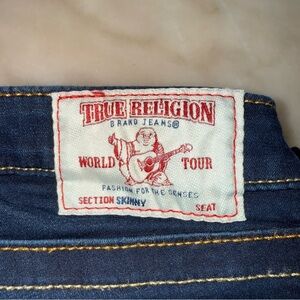 TRUE RELIGION
BRAND JEANS®
WORLD TOUR
FASHION FOR THE SENSES
SECTION SKINNY SEAT